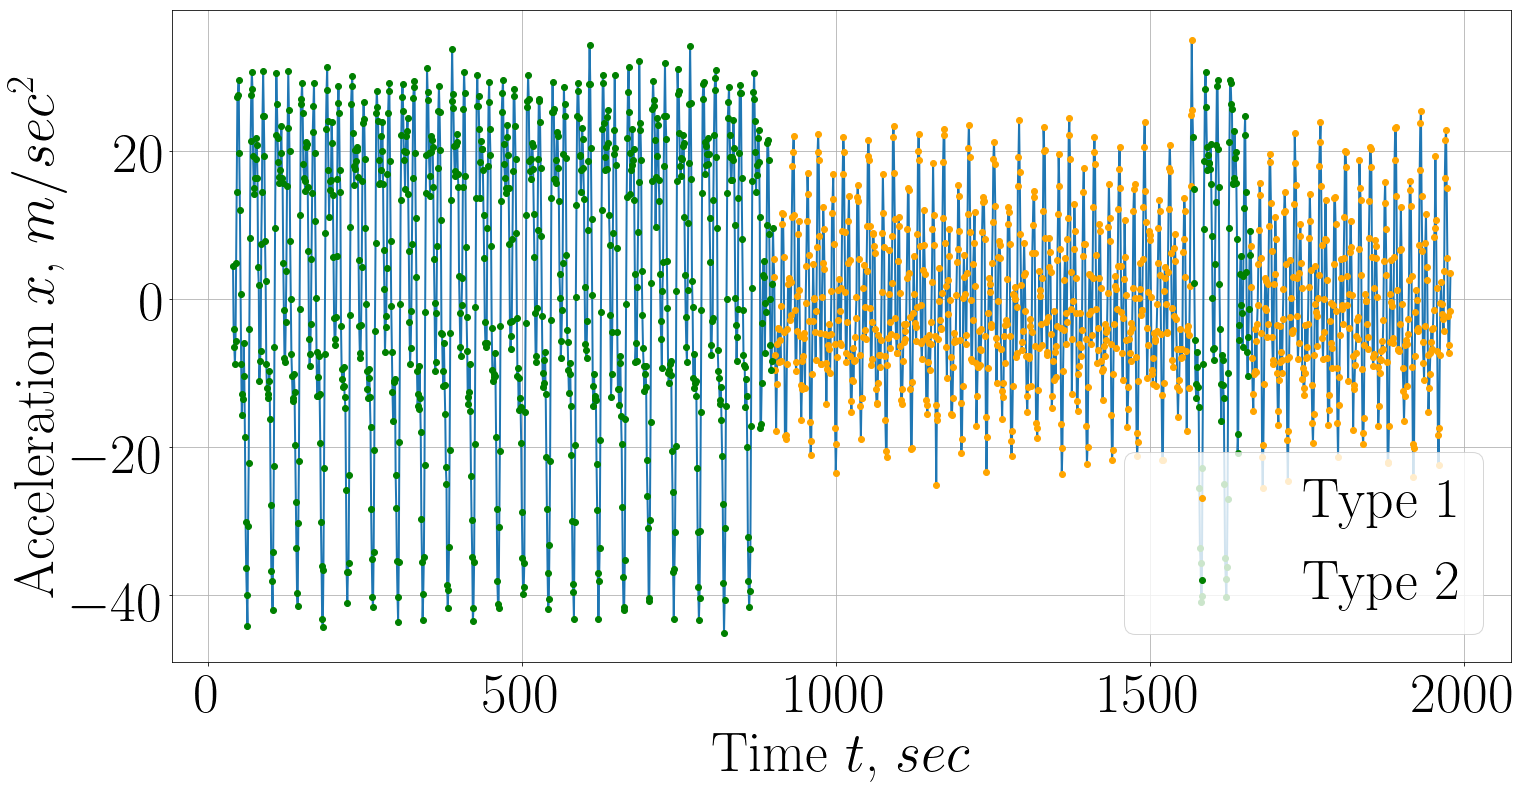 Acceleration x, m/sec²
20
0
−20
−40
0 500 1000 1500 2000
Time t, sec
Type 1
Type 2